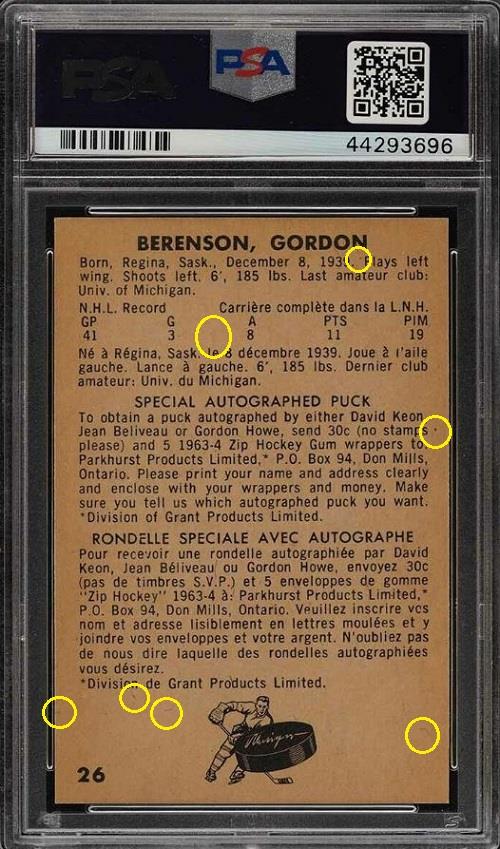 PSA
PSA
44293696
BERENSON, GORDON
Born, Regina, Sask., December 8, 1939. Plays left
wing. Shoots left. 6', 185 lbs. Last amateur club:
Univ. of Michigan.
N.H.L. Record Carrière complète dans la L.N.H.
GP G A PTS PIM
41 3 8 11 19
Né à Régina, Sask. le 8 décembre 1939. Joue à l'aile
gauche. Lance à gauche. 6', 185 lbs. Dernier club
amateur: Univ. du Michigan.
SPECIAL AUTOGRAPHED PUCK
To obtain a puck autographed by either David Keon,
Jean Beliveau or Gordon Howe, send 30c (no stamps
please) and 5 1963-4 Zip Hockey Gum wrappers to:
Parkhurst Products Limited,* P.O. Box 94, Don Mills,
Ontario. Please print your name and address clearly
and enclose with your wrappers and money. Make
sure you tell us which autographed puck you want.
*Division of Grant Products Limited.
RONDELLE SPECIALE AVEC AUTOGRAPHE
Pour recevoir une rondelle autographiée par David
Keon, Jean Béliveau ou Gordon Howe, envoyez 30c
(pas de timbres S.V.P.) et 5 enveloppes de gomme
"Zip Hockey" 1963-4 à: Parkhurst Products Limited,*
P.O. Box 94, Don Mills, Ontario. Veuillez inscrire vos
nom et adresse lisiblement en lettres moulées et y
joindre vos enveloppes et votre argent. N'oubliez pas
de nous dire laquelle des rondelles autographiées
vous désirez.
*Division de Grant Products Limited.
26